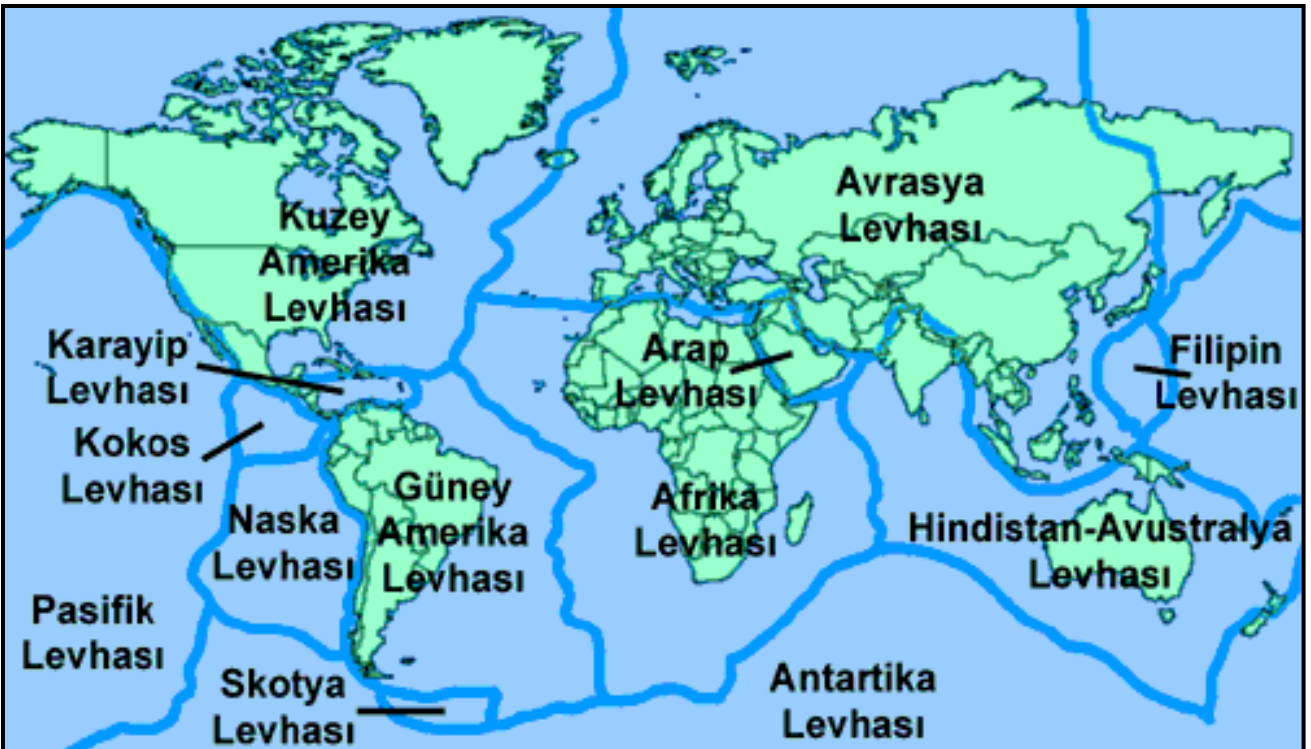 Kuzey
Amerika
Levhası
Avrasya
Levhası
Karayip
Levhası
Arap
Levhası
Filipin
Levhası
Kokos
Levhası
Güney
Amerika
Levhası
Naska
Levhası
Afrika
Levhası
Hindistan-Avustralya
Levhası
Pasifik
Levhası
Skotya
Levhası
Antartika
Levhası